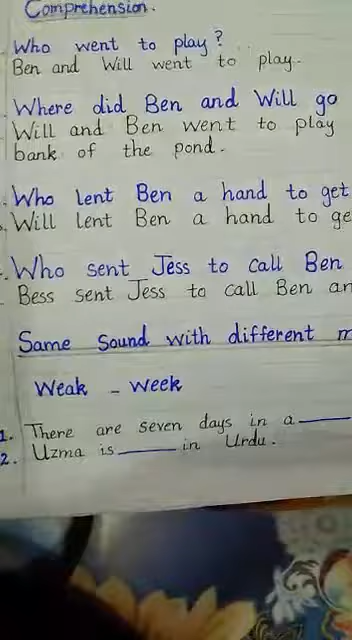 Comprehension.
Who went to play?
Ben and Will went to play.
Where did Ben and Will go
Will and Ben went to play
bank of the pond.
Who lent Ben a hand to get
Will lent Ben a hand to ge
Who sent Jess to call Ben
Bess sent Jess to call Ben an
Same Sound with different m
Weak - Week
1. There are seven days in a ____
2. Uzma is ____ in Urdu.